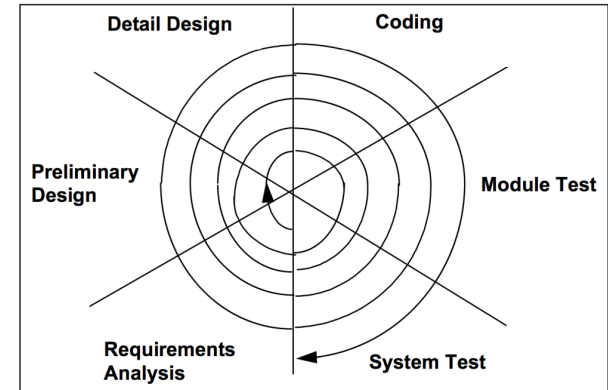 Detail Design
Coding
Preliminary
Design
Module Test
Requirements
Analysis
System Test